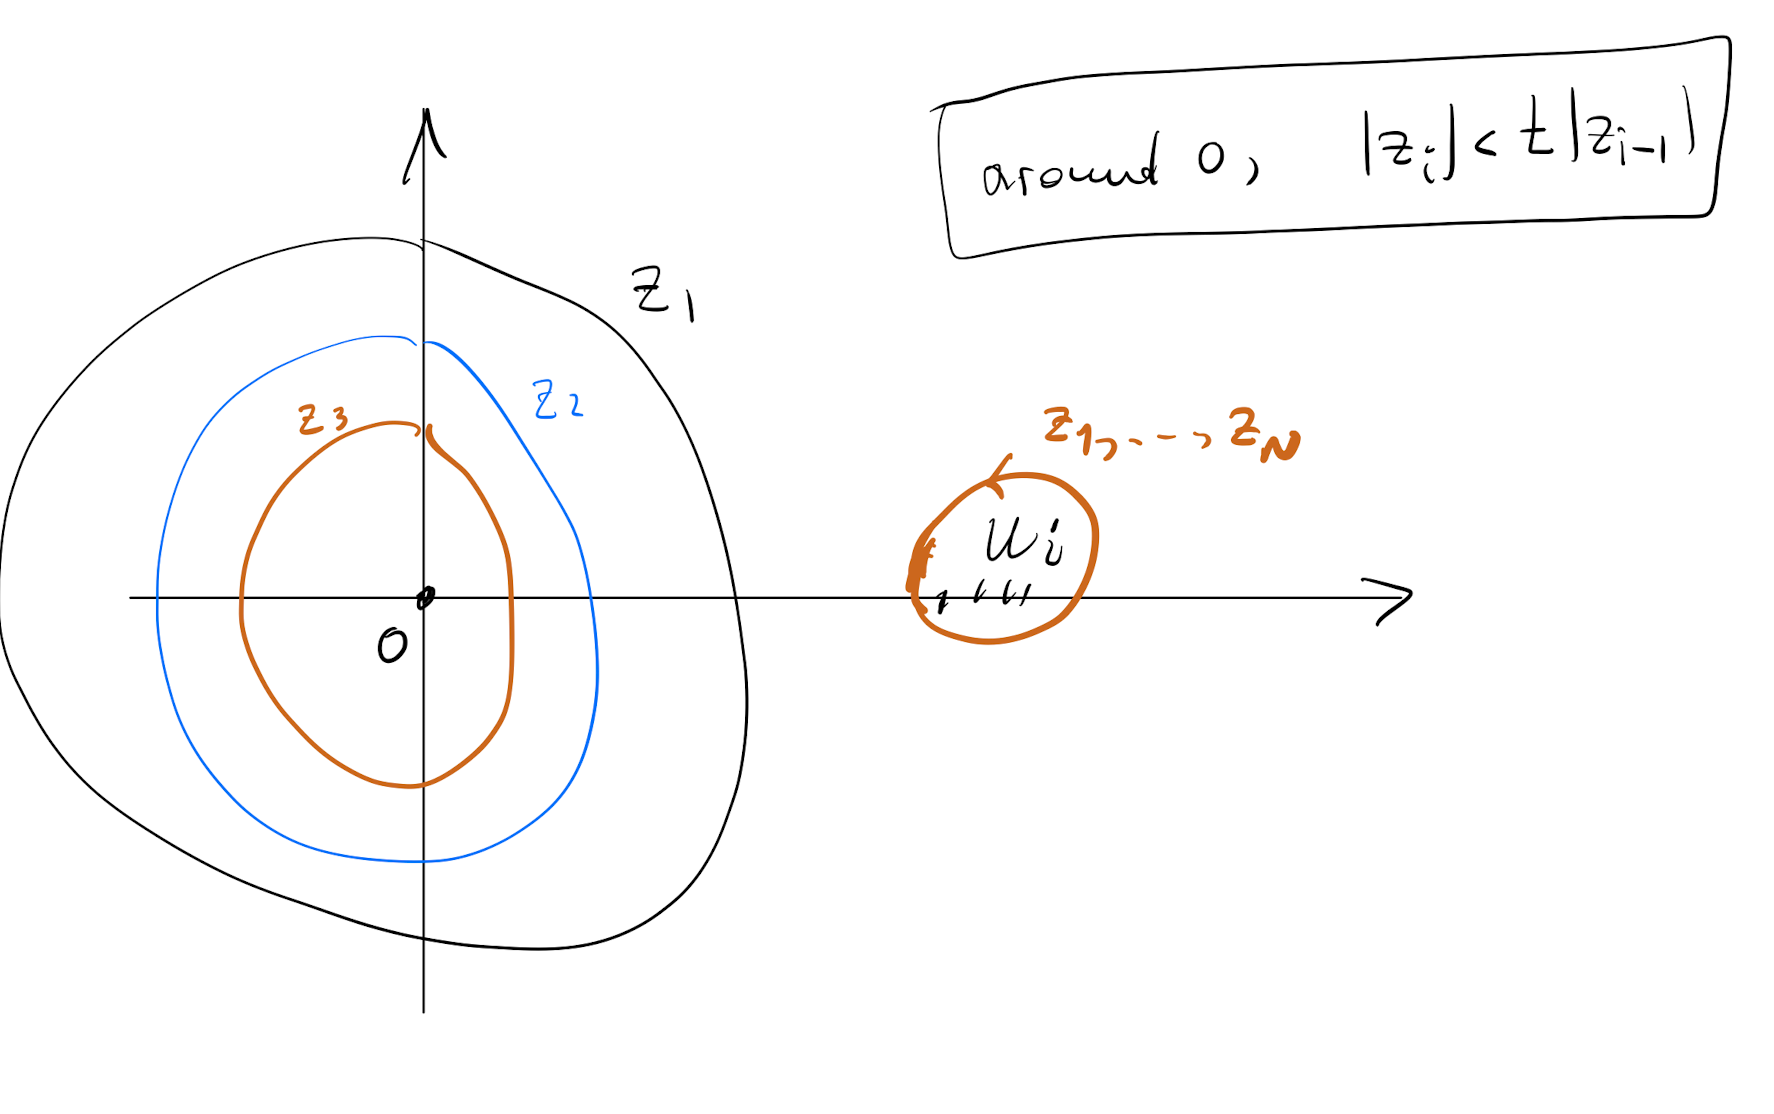 around 0, |z_i| < t |z_{i-1}|
z_1
z_2
z_3
z_1, ..., z_N
u_i
0